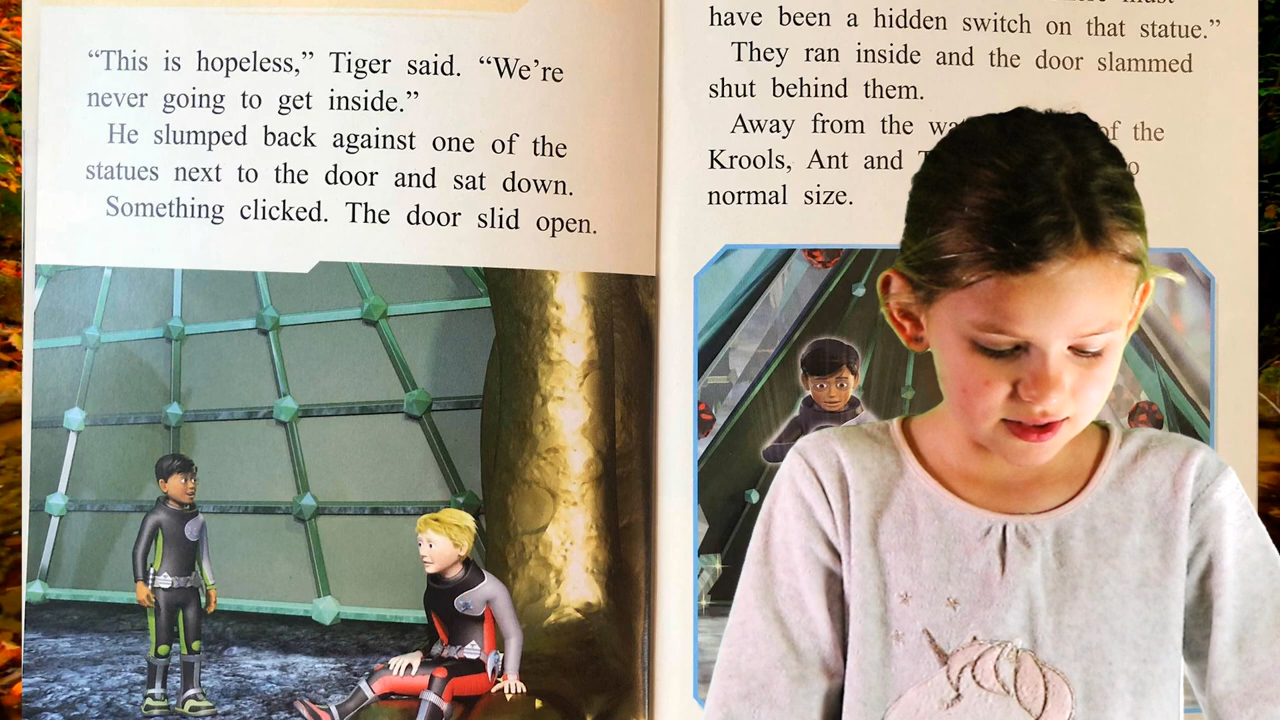 “This is hopeless,” Tiger said. “We’re
never going to get inside.”
He slumped back against one of the
statues next to the door and sat down.
Something clicked. The door slid open.
must
have been a hidden switch on that statue.”
They ran inside and the door slammed
shut behind them.
Away from the of the
Krools, Ant and
normal size.